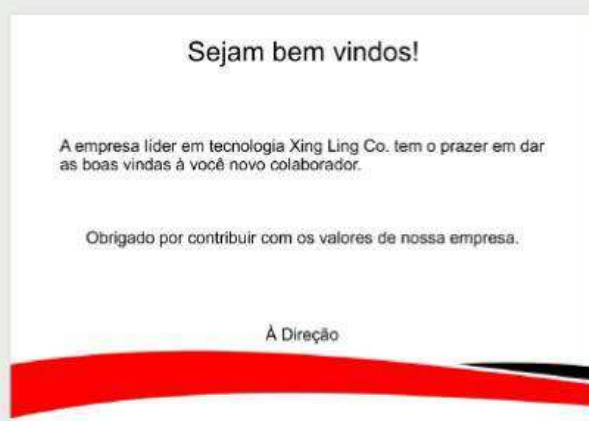 Sejam bem vindos!
A empresa líder em tecnologia Xing Ling Co. tem o prazer em dar
as boas vindas à você novo colaborador.
Obrigado por contribuir com os valores de nossa empresa.
À Direção